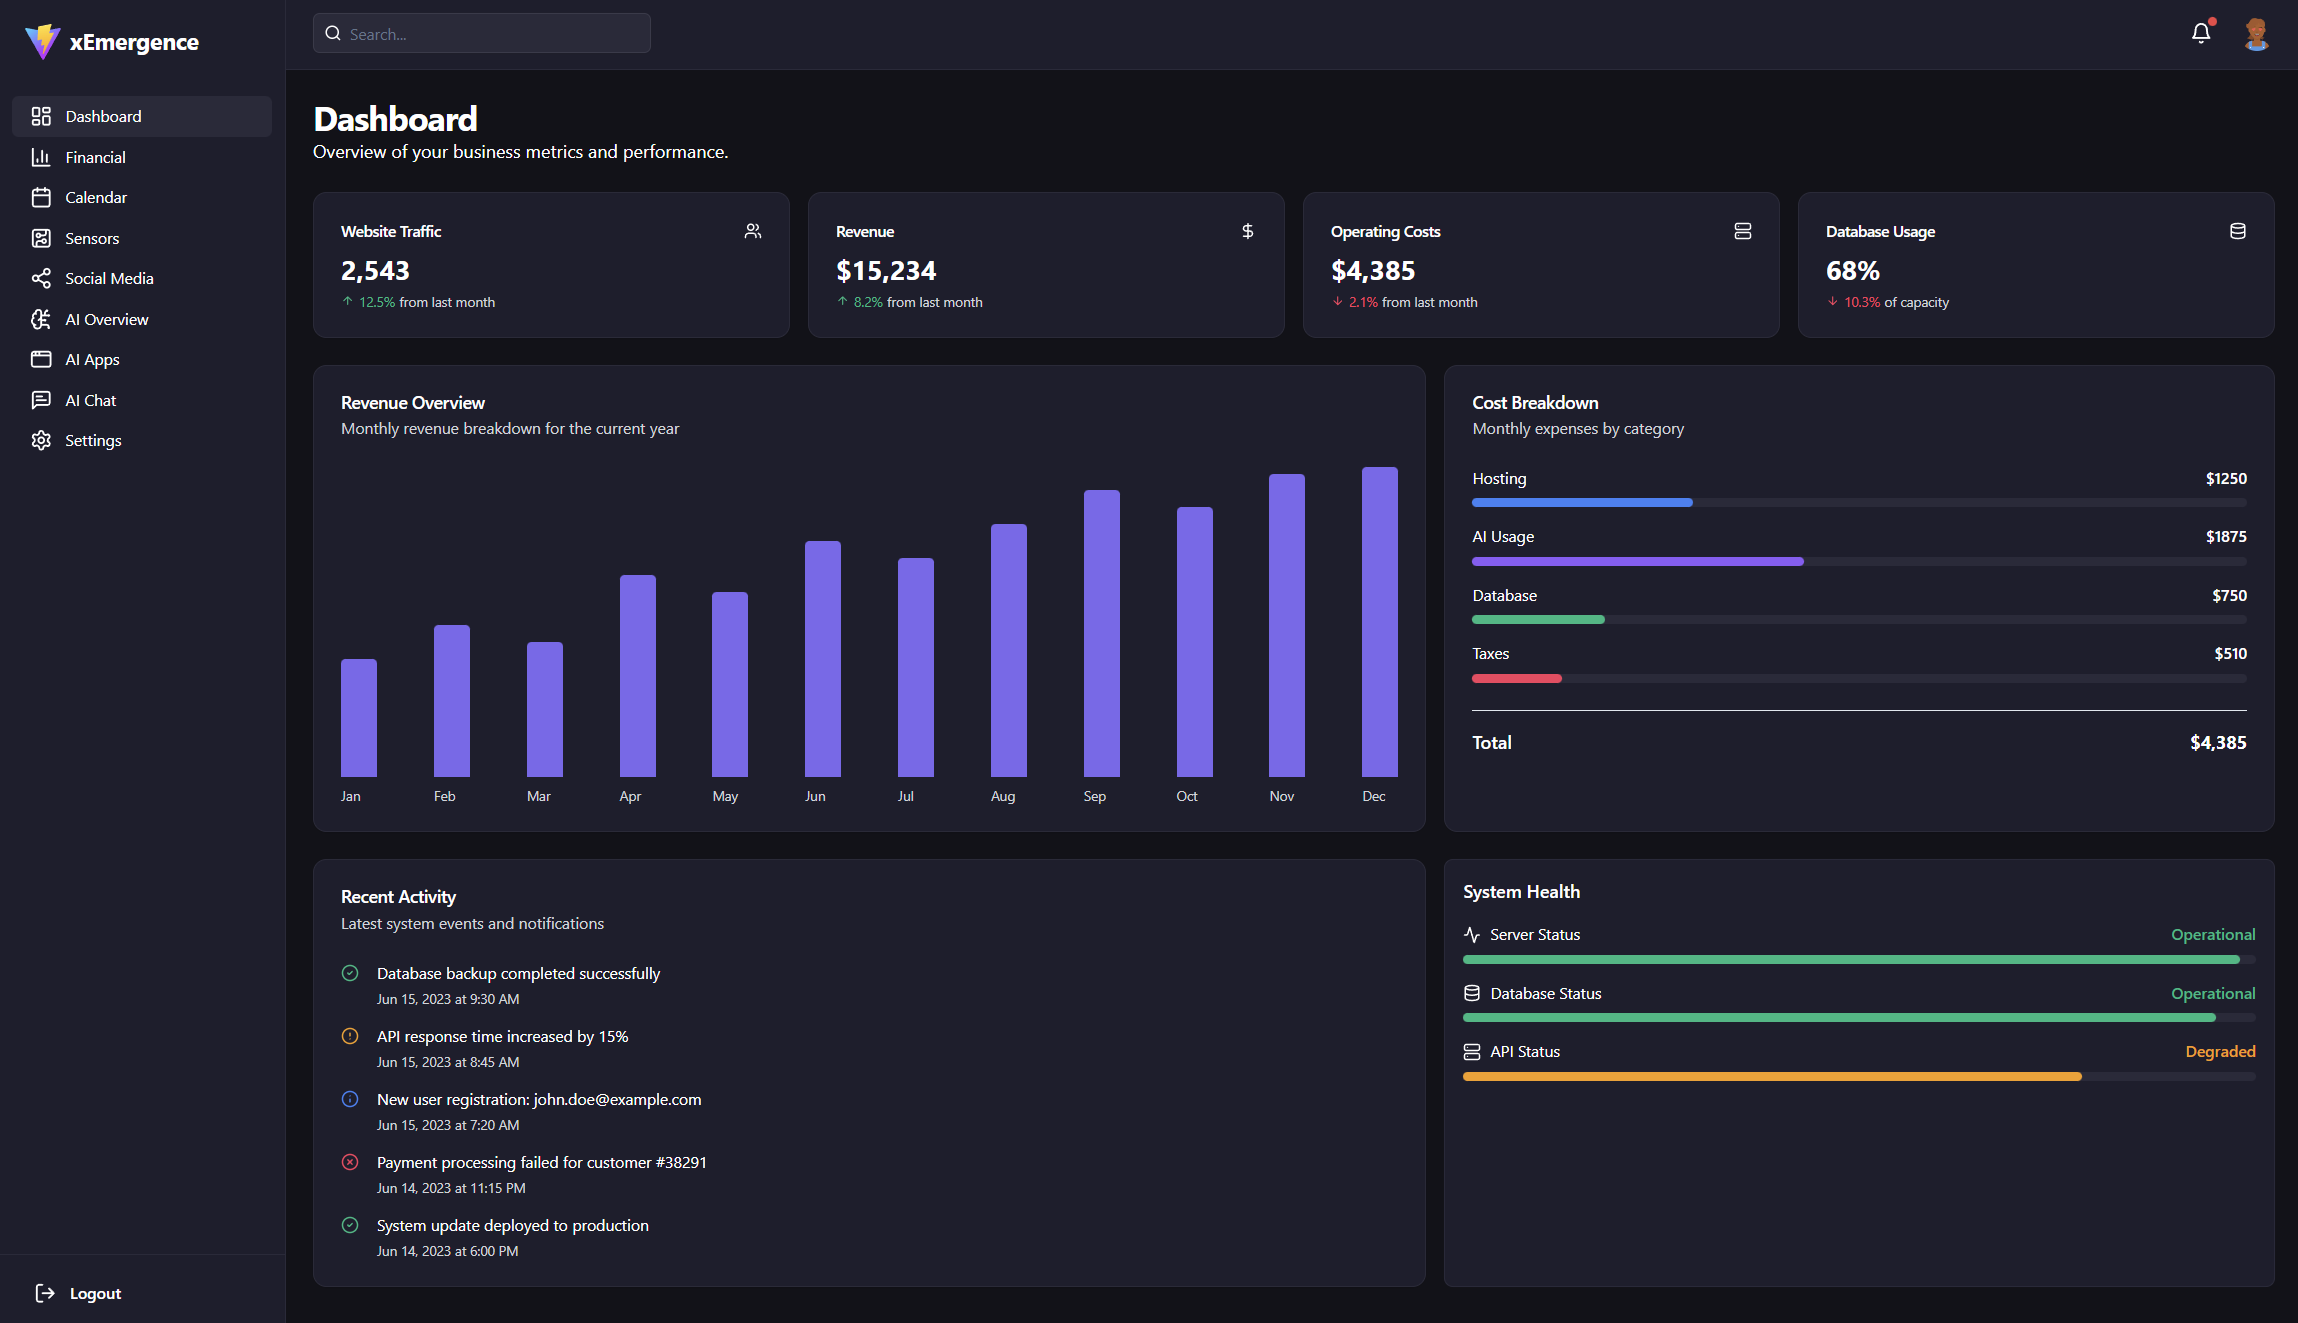 xEmergence
Search...
Dashboard
Financial
Calendar
Sensors
Social Media
AI Overview
AI Apps
AI Chat
Settings
Logout
Dashboard
Overview of your business metrics and performance.
Website Traffic
2,543
12.5% from last month
Revenue
$15,234
8.2% from last month
Operating Costs
$4,385
2.1% from last month
Database Usage
68%
10.3% of capacity
Revenue Overview
Monthly revenue breakdown for the current year
Jan Feb Mar Apr May Jun Jul Aug Sep Oct Nov Dec
Cost Breakdown
Monthly expenses by category
Hosting $1250
AI Usage $1875
Database $750
Taxes $510
Total $4,385
Recent Activity
Latest system events and notifications
Database backup completed successfully
Jun 15, 2023 at 9:30 AM
API response time increased by 15%
Jun 15, 2023 at 8:45 AM
New user registration: john.doe@example.com
Jun 15, 2023 at 7:20 AM
Payment processing failed for customer #38291
Jun 14, 2023 at 11:15 PM
System update deployed to production
Jun 14, 2023 at 6:00 PM
System Health
Server Status Operational
Database Status Operational
API Status Degraded